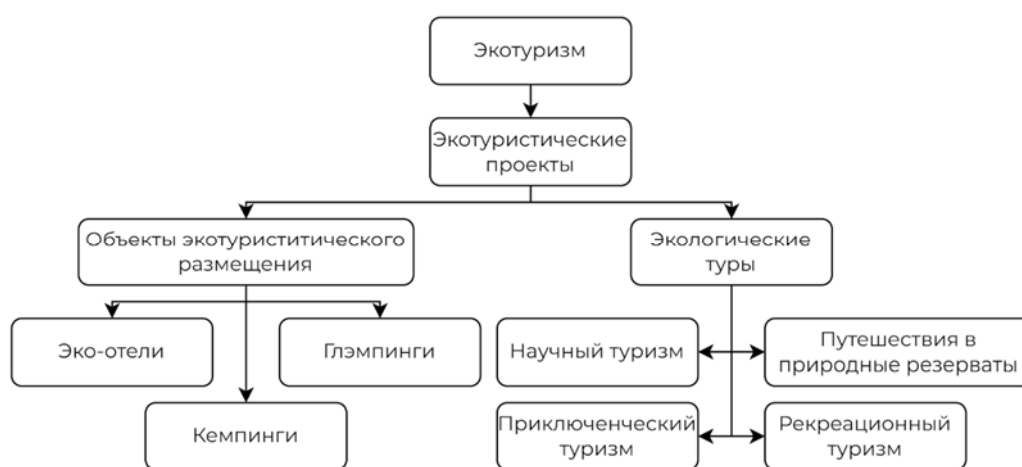 Экотуризм
Экотуристические
проекты
Объекты экотуриститического
размещения
Экологические
туры
Эко-отели
Глэмпинги
Кемпинги
Научный туризм
Путешествия в
природные резерваты
Приключенческий
туризм
Рекреационный
туризм